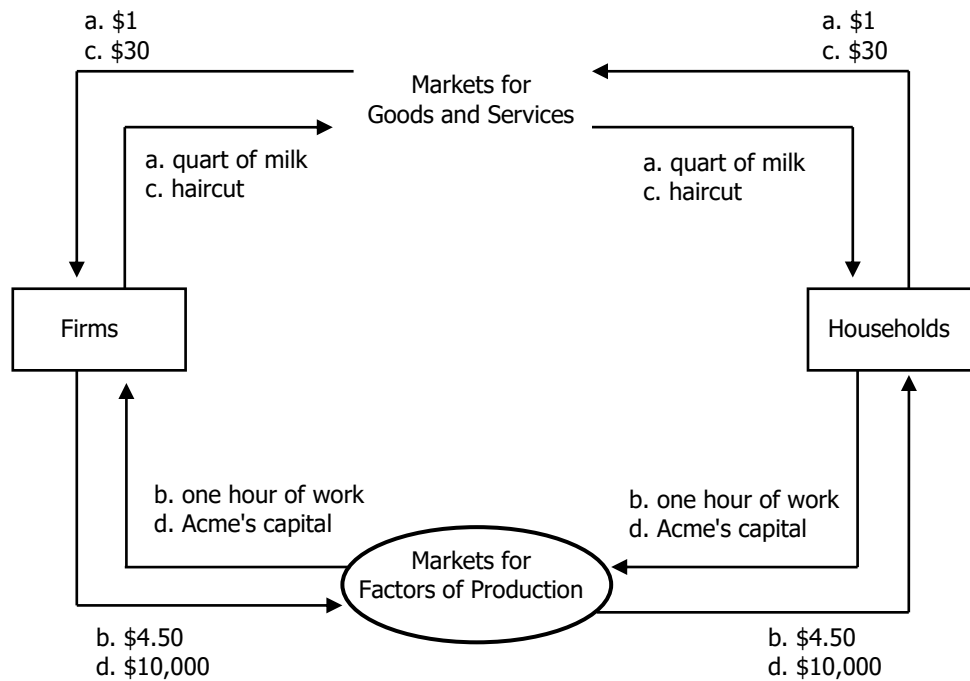 a. $1
c. $30
a. $1
c. $30
Markets for
Goods and Services
a. quart of milk
c. haircut
a. quart of milk
c. haircut
Firms
Households
b. one hour of work
d. Acme's capital
b. one hour of work
d. Acme's capital
Markets for
Factors of Production
b. $4.50
d. $10,000
b. $4.50
d. $10,000